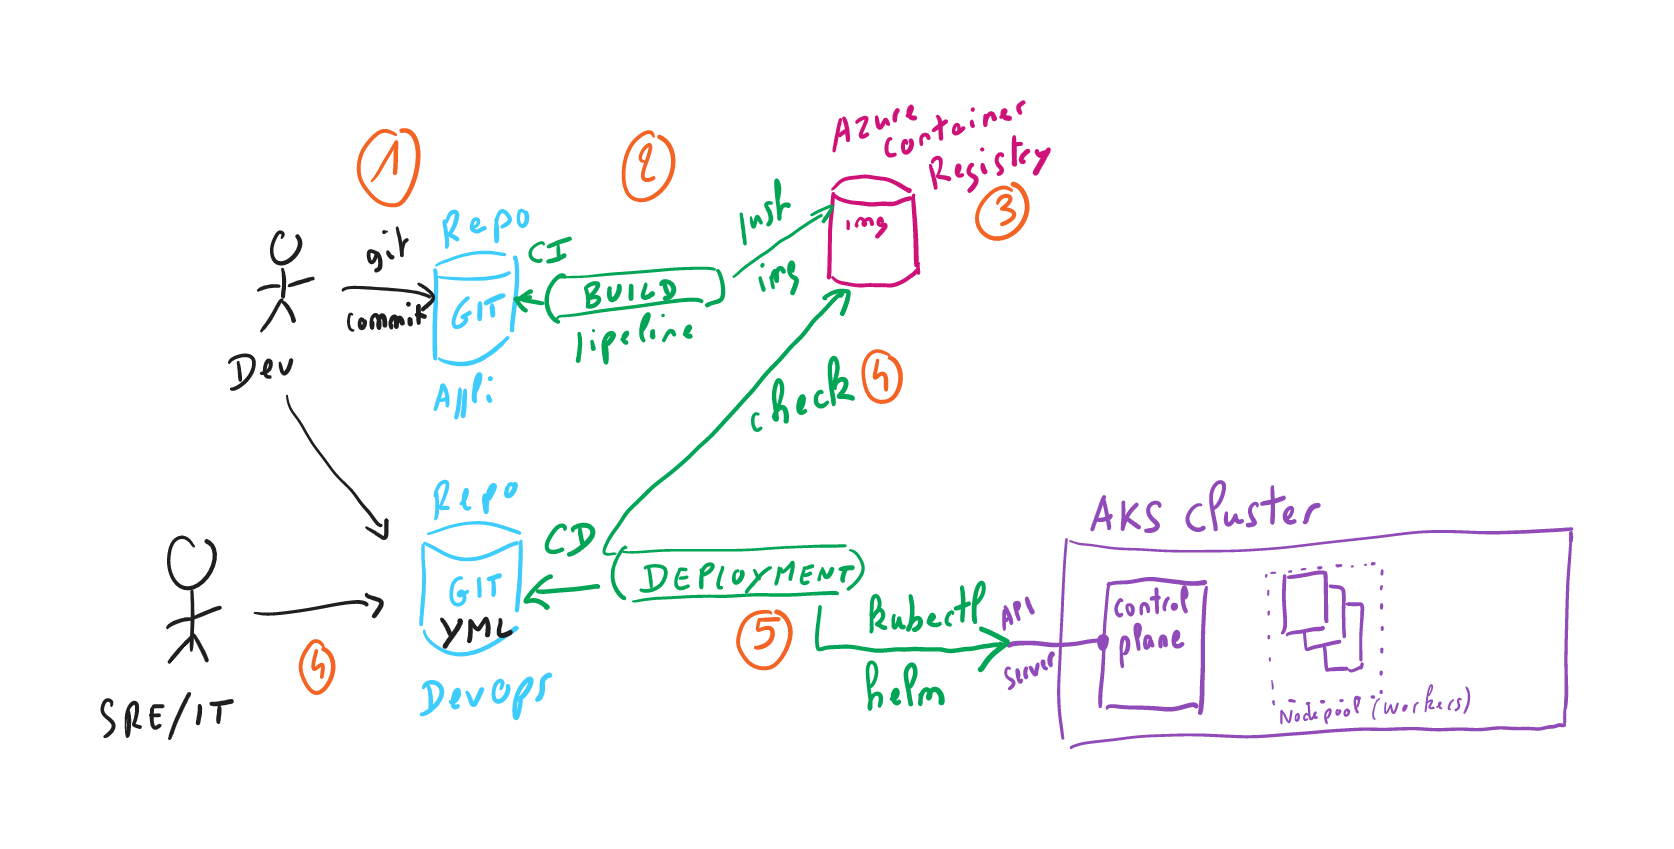 1
2
Azure
Container
Registry
3
Repo
git
commit
GIT
CI
BUILD
pipeline
push
img
img
Dev
Appli
check
4
Repo
CD
GIT
YML
DevOps
DEPLOYMENT
5
kubectl
helm
API
Server
AKS cluster
control
plane
Nodepool (workers)
4
SRE/IT